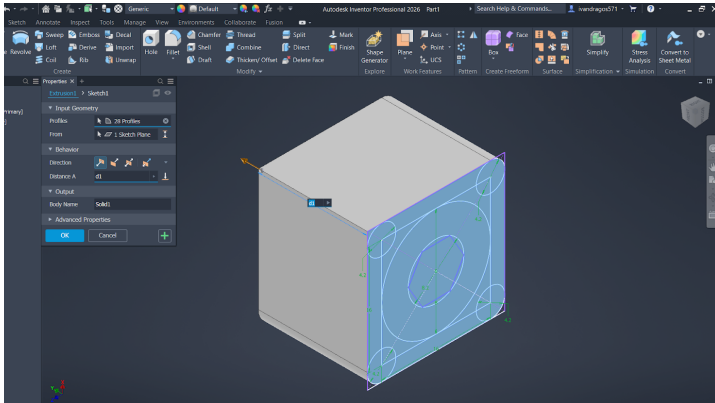 Generic
Default
Autodesk Inventor Professional 2026 Part1
Search Help & Commands...
ivandragos571
Sketch Annotate Inspect Tools Manage View Environments Collaborate Fusion
Revolve
Sweep Emboss Decal
Loft Derive Import
Coil Rib Unwrap
Create
Hole Fillet
Chamfer Thread Split Mark
Shell Combine Direct Finish
Draft Thicken/ Offset Delete Face
Modify
Shape Generator
Explore
Plane
Axis
Point
UCS
Work Features
Pattern
Box Face
Create Freeform
Surface
Simplify
Simplification
Stress Analysis
Simulation
Convert to Sheet Metal
Convert
Properties × +
Primary]
Extrusion1 > Sketch1
Input Geometry
Profiles 28 Profiles
From 1 Sketch Plane
Behavior
Direction
Distance A d1
Output
Body Name Solid1
Advanced Properties
OK Cancel
d1